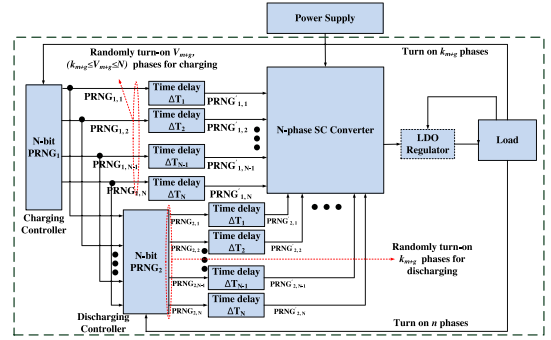 Power Supply
Randomly turn-on Vm+g,
(km+g≤Vm+g≤N) phases for charging
Turn on km+g phases
N-bit
PRNG1
Charging
Controller
PRNG1,1
PRNG1,2
PRNG1,N-1
PRNG1,N
Time delay
ΔT1
Time delay
ΔT2
Time delay
ΔTN-1
Time delay
ΔTN
PRNG'1,1
PRNG'1,2
PRNG'1,N-1
PRNG'1,N
N-phase SC Converter
LDO
Regulator
Load
N-bit
PRNG2
Discharging
Controller
PRNG2,1
PRNG2,2
PRNG2,N-1
PRNG2,N
Time delay
ΔT1
Time delay
ΔT2
Time delay
ΔTN-1
Time delay
ΔTN
PRNG'2,1
PRNG'2,2
PRNG'2,N-1
PRNG'2,N
Randomly turn-on
km+g phases for
discharging
Turn on n phases